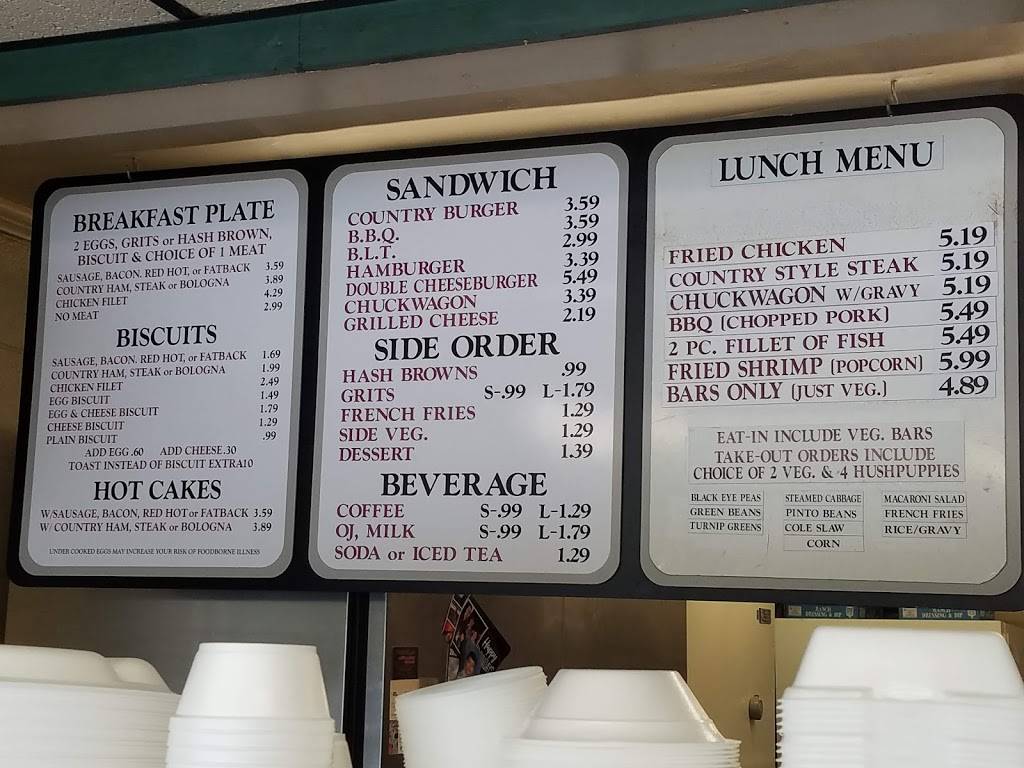 BREAKFAST PLATE
2 EGGS, GRITS or HASH BROWN,
BISCUIT & CHOICE OF 1 MEAT
SAUSAGE, BACON. RED HOT, or FATBACK 3.59
COUNTRY HAM, STEAK or BOLOGNA 3.89
CHICKEN FILET 4.29
NO MEAT 2.99
BISCUITS
SAUSAGE, BACON. RED HOT, or FATBACK 1.69
COUNTRY HAM, STEAK or BOLOGNA 1.99
CHICKEN FILET 2.49
EGG BISCUIT 1.49
EGG & CHEESE BISCUIT 1.79
CHEESE BISCUIT 1.29
PLAIN BISCUIT .99
ADD EGG .60 ADD CHEESE.30
TOAST INSTEAD OF BISCUIT EXTRA10
HOT CAKES
W/SAUSAGE, BACON, RED HOT or FATBACK 3.59
W/ COUNTRY HAM, STEAK or BOLOGNA 3.89
UNDER COOKED EGGS MAY INCREASE YOUR RISK OF FOODBORNE ILLNESS
SANDWICH
COUNTRY BURGER 3.59
B.B.Q. 3.59
B.L.T. 2.99
HAMBURGER 3.39
DOUBLE CHEESEBURGER 5.49
CHUCKWAGON 3.39
GRILLED CHEESE 2.19
SIDE ORDER
HASH BROWNS .99
GRITS S-.99 L-1.79
FRENCH FRIES 1.29
SIDE VEG. 1.29
DESSERT 1.39
BEVERAGE
COFFEE S-.99 L-1.29
OJ, MILK S-.99 L-1.79
SODA or ICED TEA 1.29
LUNCH MENU
FRIED CHICKEN 5.19
COUNTRY STYLE STEAK 5.19
CHUCKWAGON W/GRAVY 5.19
BBQ (CHOPPED PORK) 5.49
2 PC. FILLET OF FISH 5.49
FRIED SHRIMP (POPCORN) 5.99
BARS ONLY (JUST VEG.) 4.89
EAT-IN INCLUDE VEG. BARS
TAKE-OUT ORDERS INCLUDE
CHOICE OF 2 VEG. & 4 HUSHPUPPIES
BLACK EYE PEAS STEAMED CABBAGE MACARONI SALAD
GREEN BEANS PINTO BEANS FRENCH FRIES
TURNIP GREENS COLE SLAW RICE/GRAVY
CORN
HAPPY
RANCH
DRESSING & DIP
RANCH
DRESSING & DIP